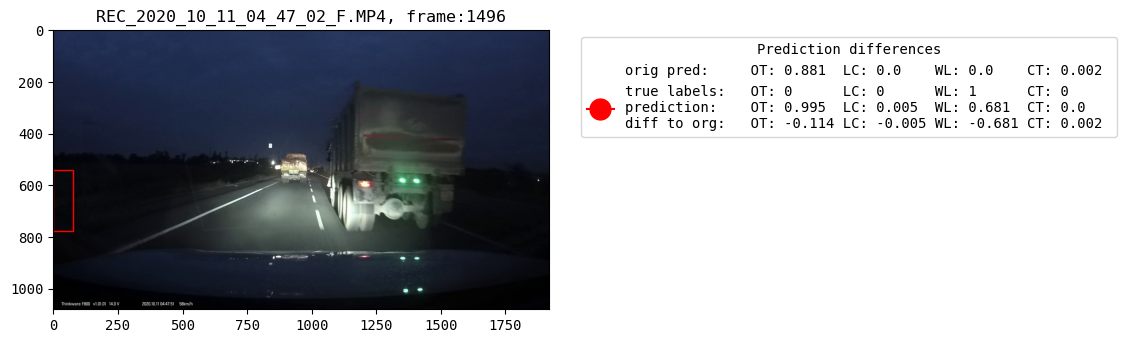 REC_2020_10_11_04_47_02_F.MP4, frame:1496
Prediction differences
orig pred: OT: 0.881 LC: 0.0 WL: 0.0 CT: 0.002
true labels: OT: 0 LC: 0 WL: 1 CT: 0
prediction: OT: 0.995 LC: 0.005 WL: 0.681 CT: 0.0
diff to org: OT: -0.114 LC: -0.005 WL: -0.681 CT: 0.002
0
200
400
600
800
1000
0 250 500 750 1000 1250 1500 1750